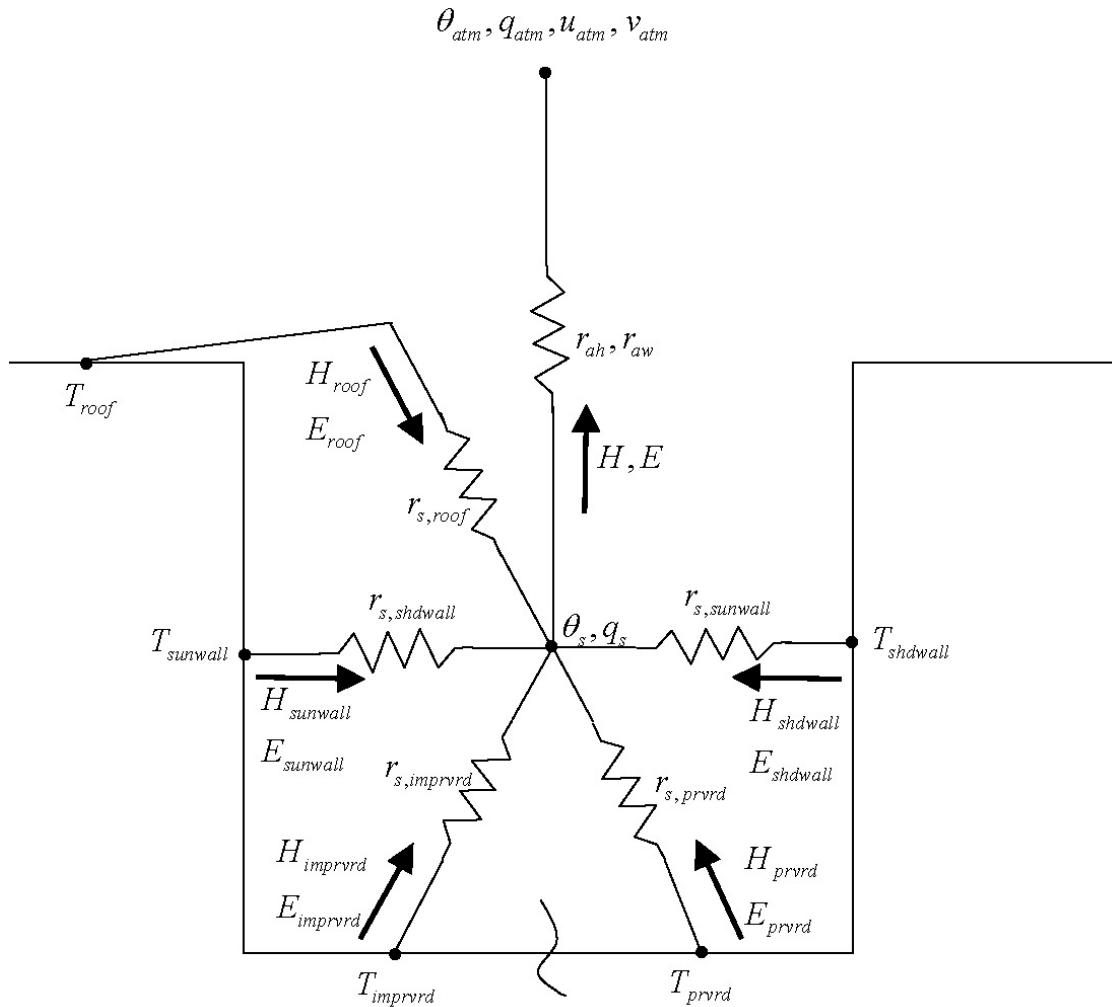 θ_atm, q_atm, u_atm, v_atm
r_ah, r_aw
H_roof
T_roof
E_roof
H, E
r_s,roof
r_s,shdwall
r_s,sunwall
T_sunwall
θ_s, q_s
T_shdwall
H_sunwall
H_shdwall
E_sunwall
E_shdwall
r_s,imprvrd
r_s,prvrd
H_imprvrd
H_prvrd
E_imprvrd
E_prvrd
T_imprvrd
T_prvrd